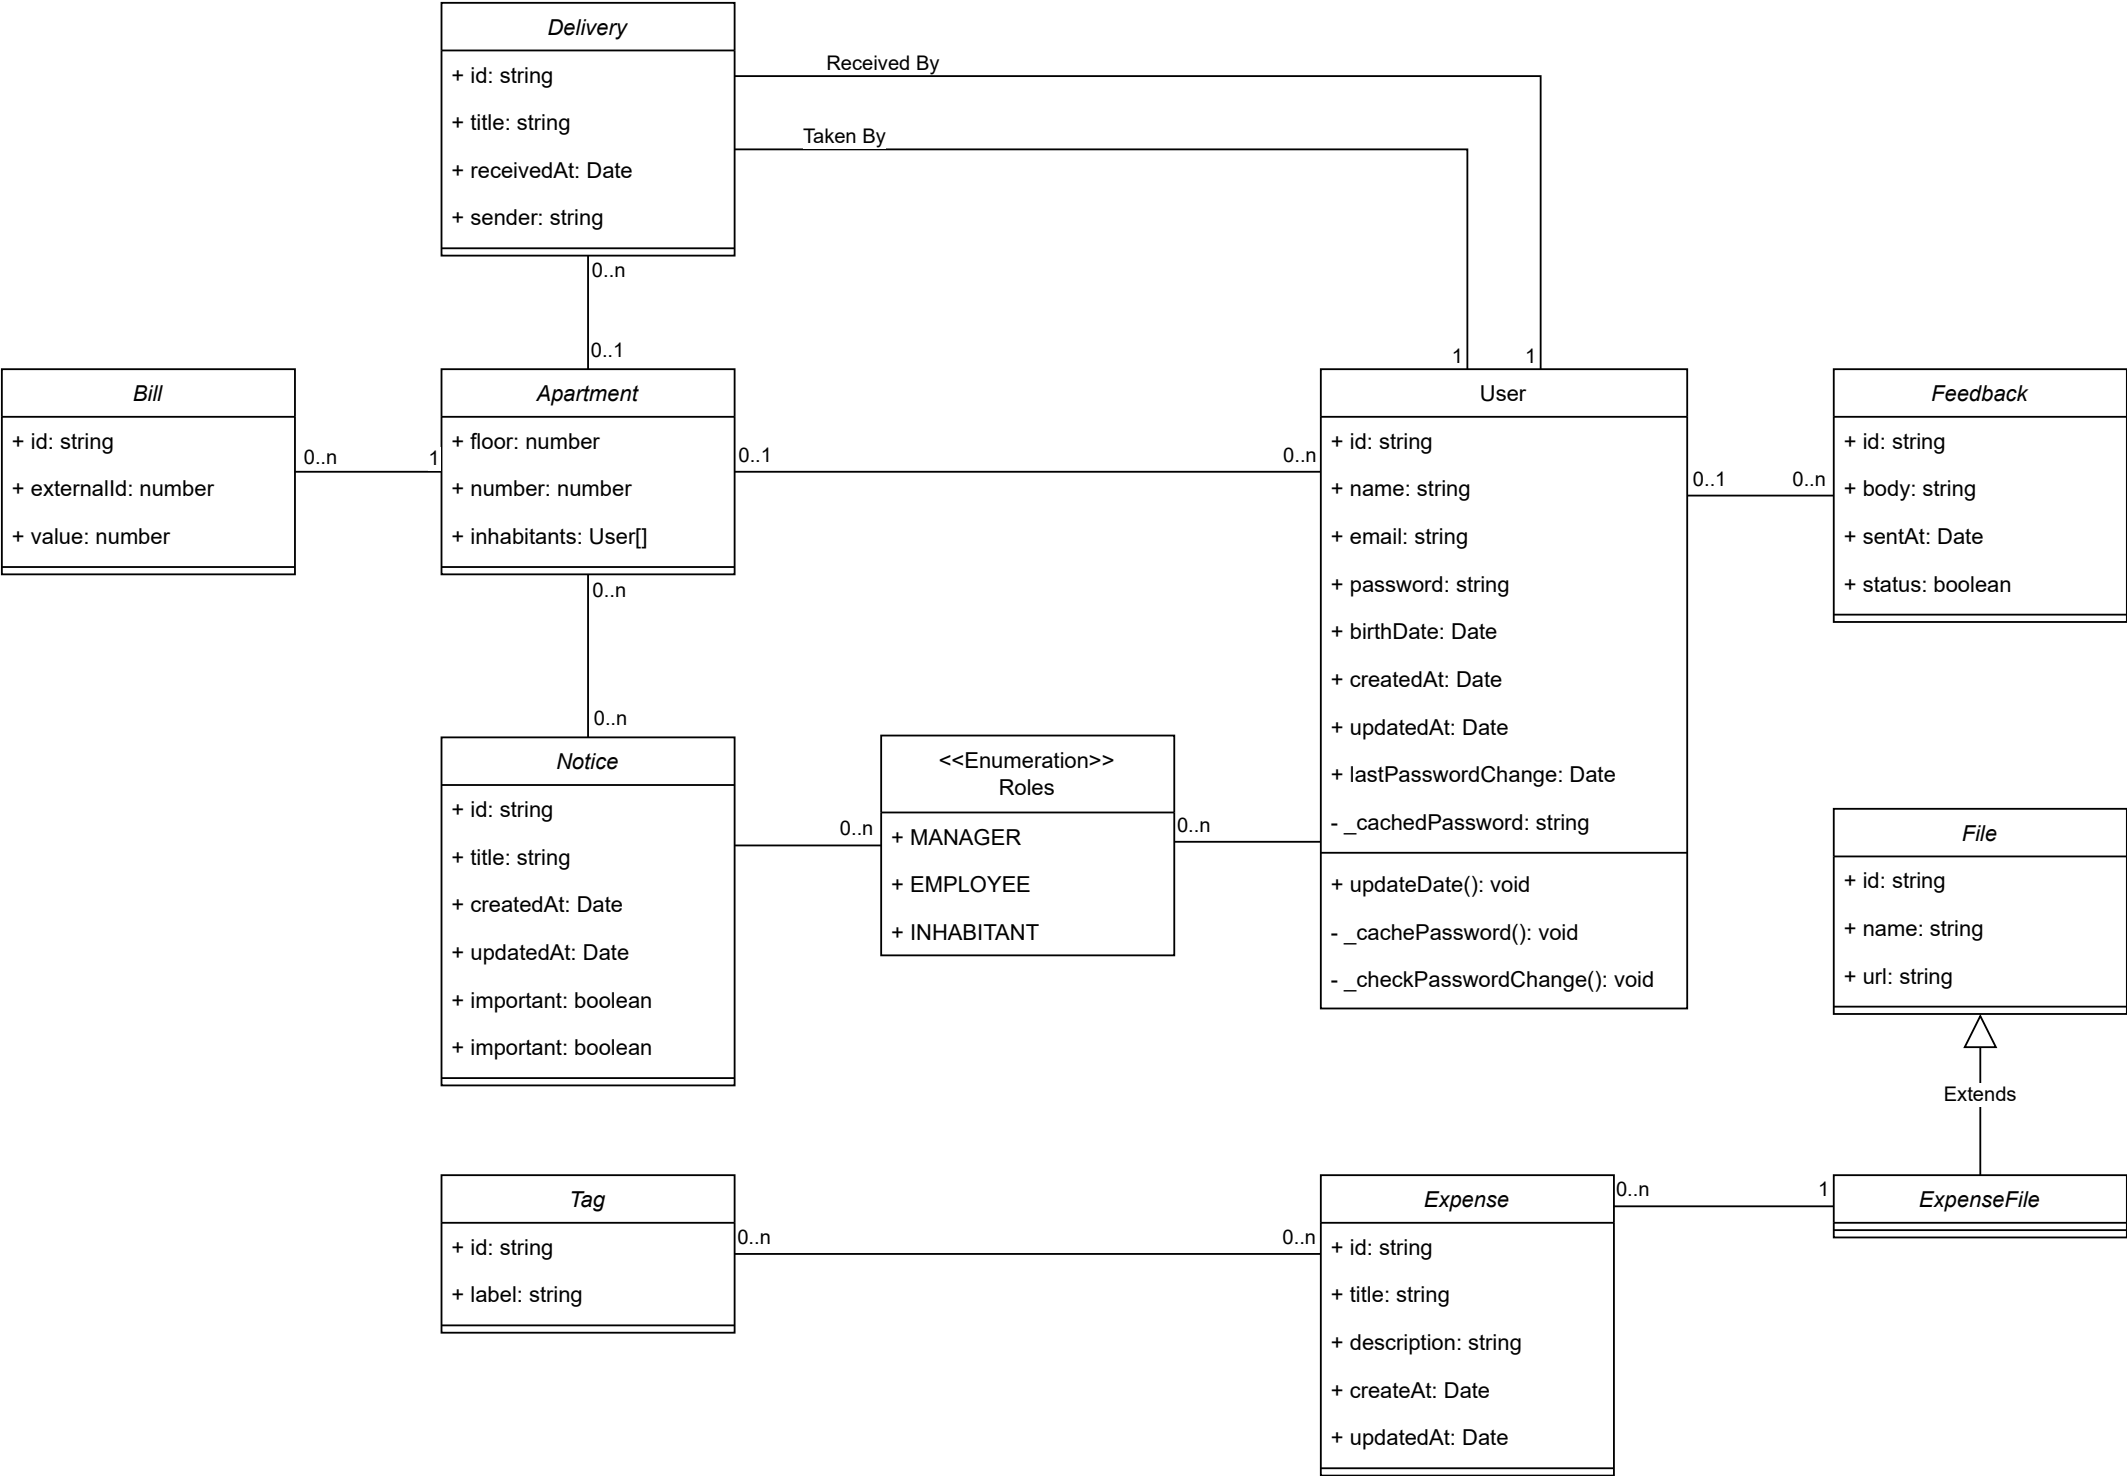 Delivery
+ id: string
+ title: string
+ receivedAt: Date
+ sender: string
Received By
Taken By
0..n
0..1
1
1
Bill
+ id: string
+ externalId: number
+ value: number
0..n
1
Apartment
+ floor: number
+ number: number
+ inhabitants: User[]
0..1
0..n
User
+ id: string
+ name: string
+ email: string
+ password: string
+ birthDate: Date
+ createdAt: Date
+ updatedAt: Date
+ lastPasswordChange: Date
- _cachedPassword: string
+ updateDate(): void
- _cachePassword(): void
- _checkPasswordChange(): void
0..1
0..n
Feedback
+ id: string
+ body: string
+ sentAt: Date
+ status: boolean
0..n
0..n
Notice
+ id: string
+ title: string
+ createdAt: Date
+ updatedAt: Date
+ important: boolean
+ important: boolean
0..n
<<Enumeration>>
Roles
+ MANAGER
+ EMPLOYEE
+ INHABITANT
0..n
File
+ id: string
+ name: string
+ url: string
Extends
Tag
+ id: string
+ label: string
0..n
0..n
Expense
+ id: string
+ title: string
+ description: string
+ createAt: Date
+ updatedAt: Date
0..n
1
ExpenseFile